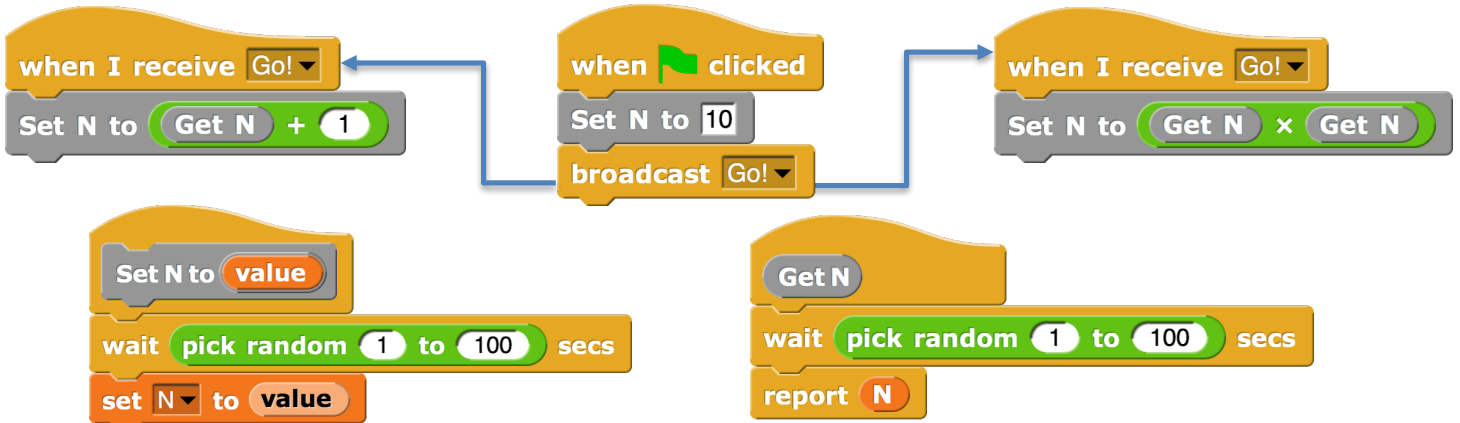 when I receive Go!
Set N to Get N + 1
when clicked
Set N to 10
broadcast Go!
when I receive Go!
Set N to Get N × Get N
Set N to value
wait pick random 1 to 100 secs
set N to value
Get N
wait pick random 1 to 100 secs
report N